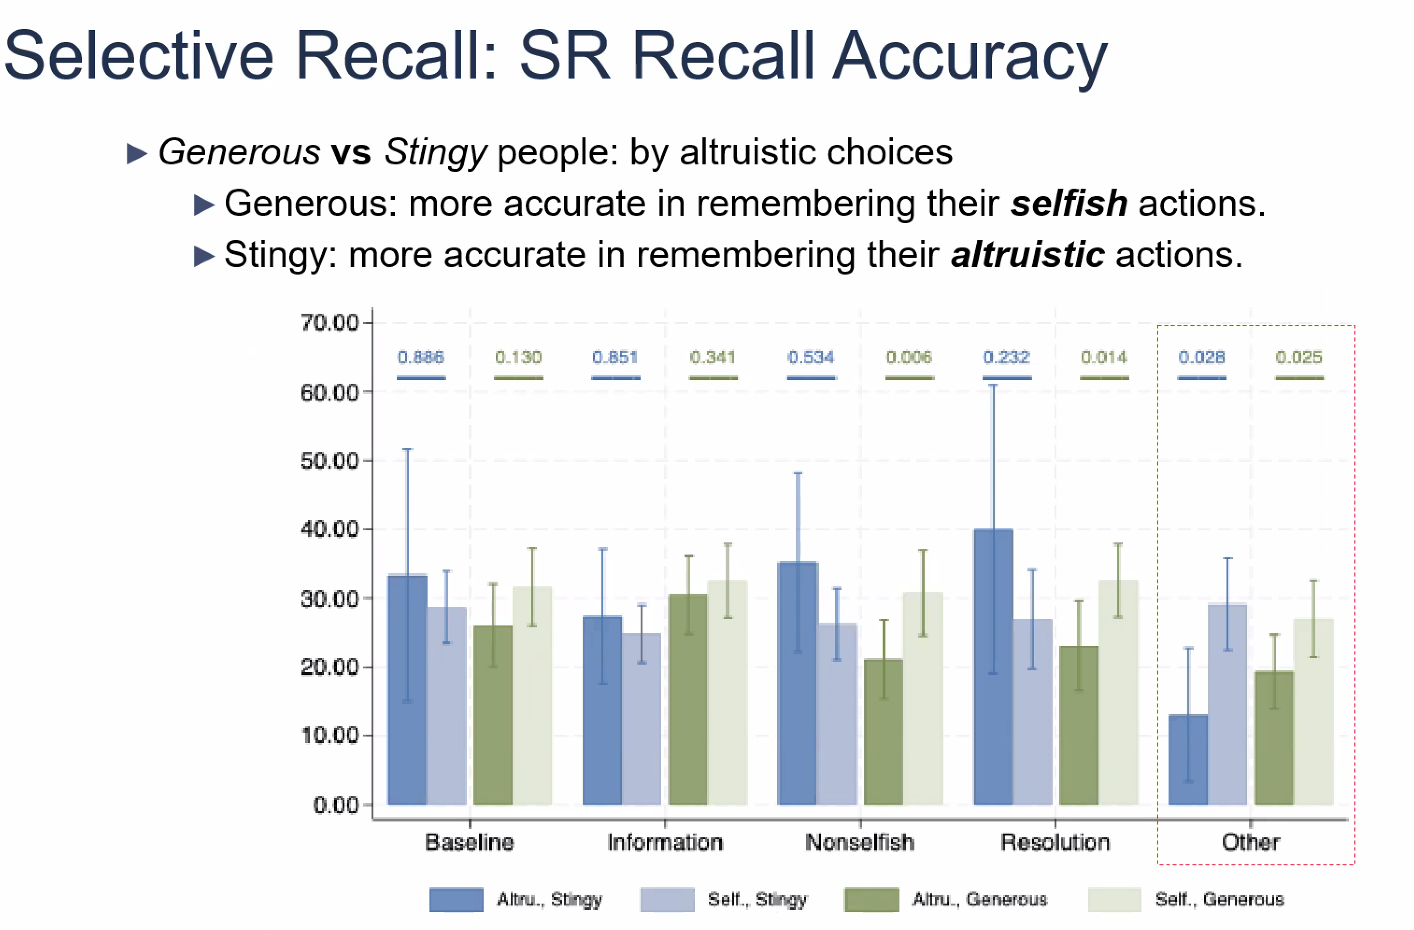 Selective Recall: SR Recall Accuracy
► Generous vs Stingy people: by altruistic choices
► Generous: more accurate in remembering their selfish actions.
► Stingy: more accurate in remembering their altruistic actions.
70.00
60.00
50.00
40.00
30.00
20.00
10.00
0.00
0.886 0.130 0.851 0.341 0.534 0.006 0.232 0.014 0.028 0.025
Baseline Information Nonselfish Resolution Other
Altru., Stingy Self., Stingy Altru., Generous Self., Generous